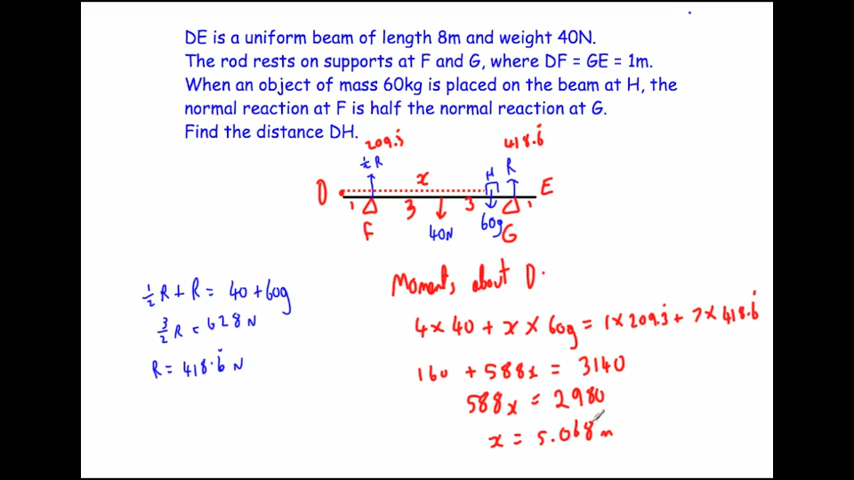 DE is a uniform beam of length 8m and weight 40N.
The rod rests on supports at F and G, where DF = GE = 1m.
When an object of mass 60kg is placed on the beam at H, the
normal reaction at F is half the normal reaction at G.
Find the distance DH.
209.3̇ 418.6̇
½R R
D x H E
1 3 3 1
F 40N 60g G
Moments about D.
½R + R = 40 + 60g
3/2 R = 628N
R = 418.6̇ N
4 × 40 + x × 60g = 1 × 209.3̇ + 7 × 418.6̇
160 + 588x = 3140
588x = 2980
x = 5.068m